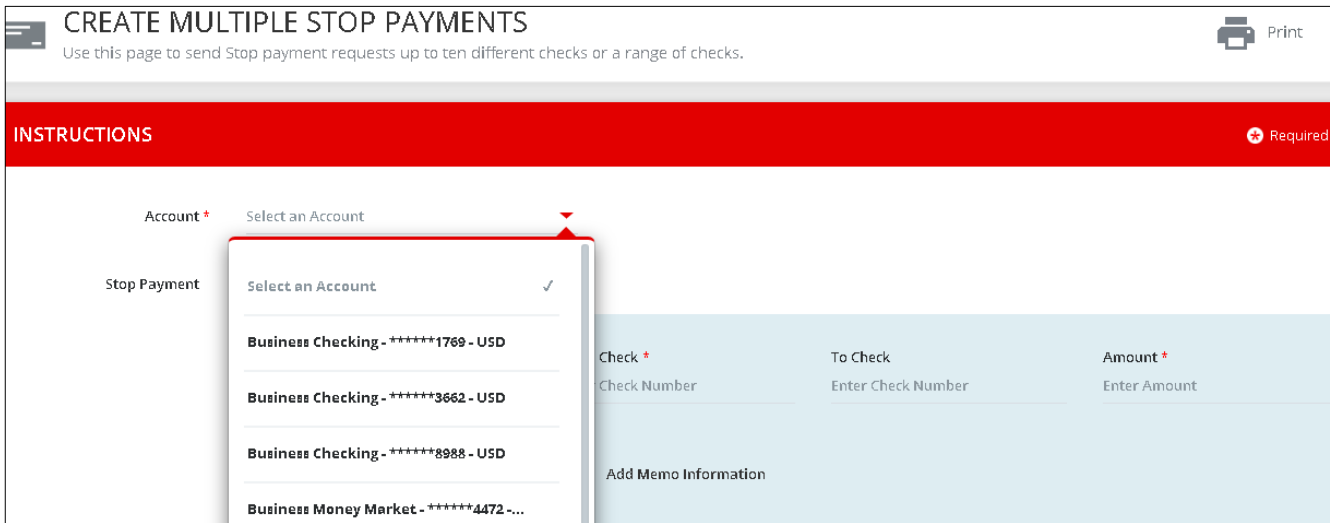 CREATE MULTIPLE STOP PAYMENTS
Print
Use this page to send Stop payment requests up to ten different checks or a range of checks.
INSTRUCTIONS
Required
Account *
Select an Account
Stop Payment
Select an Account
Business Checking - ******1769 - USD
Business Checking - ******3662 - USD
Business Checking - ******8988 - USD
Business Money Market - ******4472 -...
Check *
To Check
Amount *
Check Number
Enter Check Number
Enter Amount
Add Memo Information